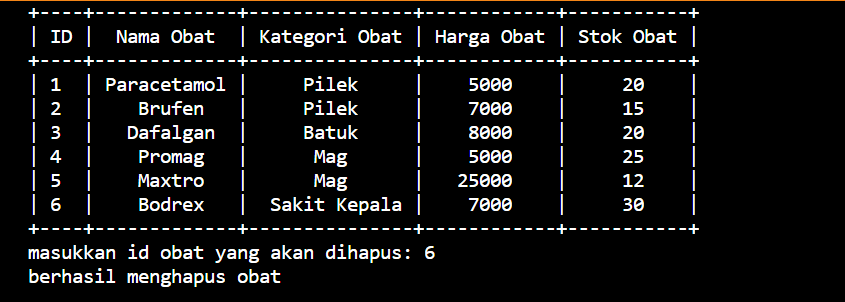 +----+-------------+---------------+------------+-----------+
| ID |  Nama Obat  | Kategori Obat | Harga Obat | Stok Obat |
+----+-------------+---------------+------------+-----------+
| 1  | Paracetamol |     Pilek     |    5000    |    20     |
| 2  |    Brufen   |     Pilek     |    7000    |    15     |
| 3  |   Dafalgan  |     Batuk     |    8000    |    20     |
| 4  |    Promag   |      Mag      |    5000    |    25     |
| 5  |    Maxtro   |      Mag      |   25000    |    12     |
| 6  |    Bodrex   |  Sakit Kepala |    7000    |    30     |
+----+-------------+---------------+------------+-----------+
masukkan id obat yang akan dihapus: 6
berhasil menghapus obat